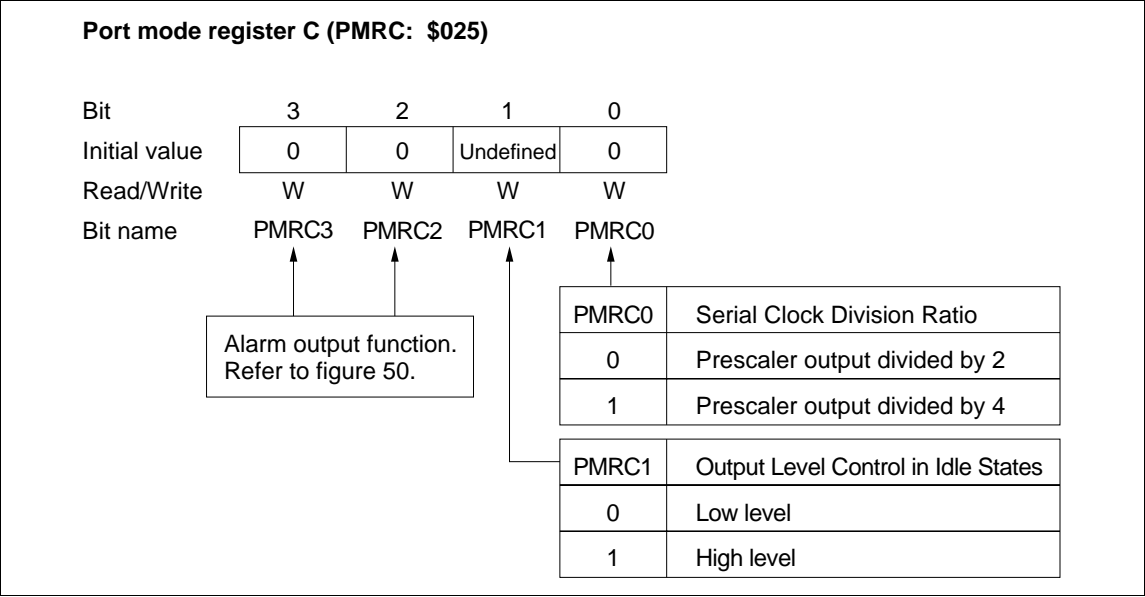 Port mode register C (PMRC: $025)
Bit 3 2 1 0
Initial value 0 0 Undefined 0
Read/Write W W W W
Bit name PMRC3 PMRC2 PMRC1 PMRC0
Alarm output function.
Refer to figure 50.
PMRC0 Serial Clock Division Ratio
0 Prescaler output divided by 2
1 Prescaler output divided by 4
PMRC1 Output Level Control in Idle States
0 Low level
1 High level